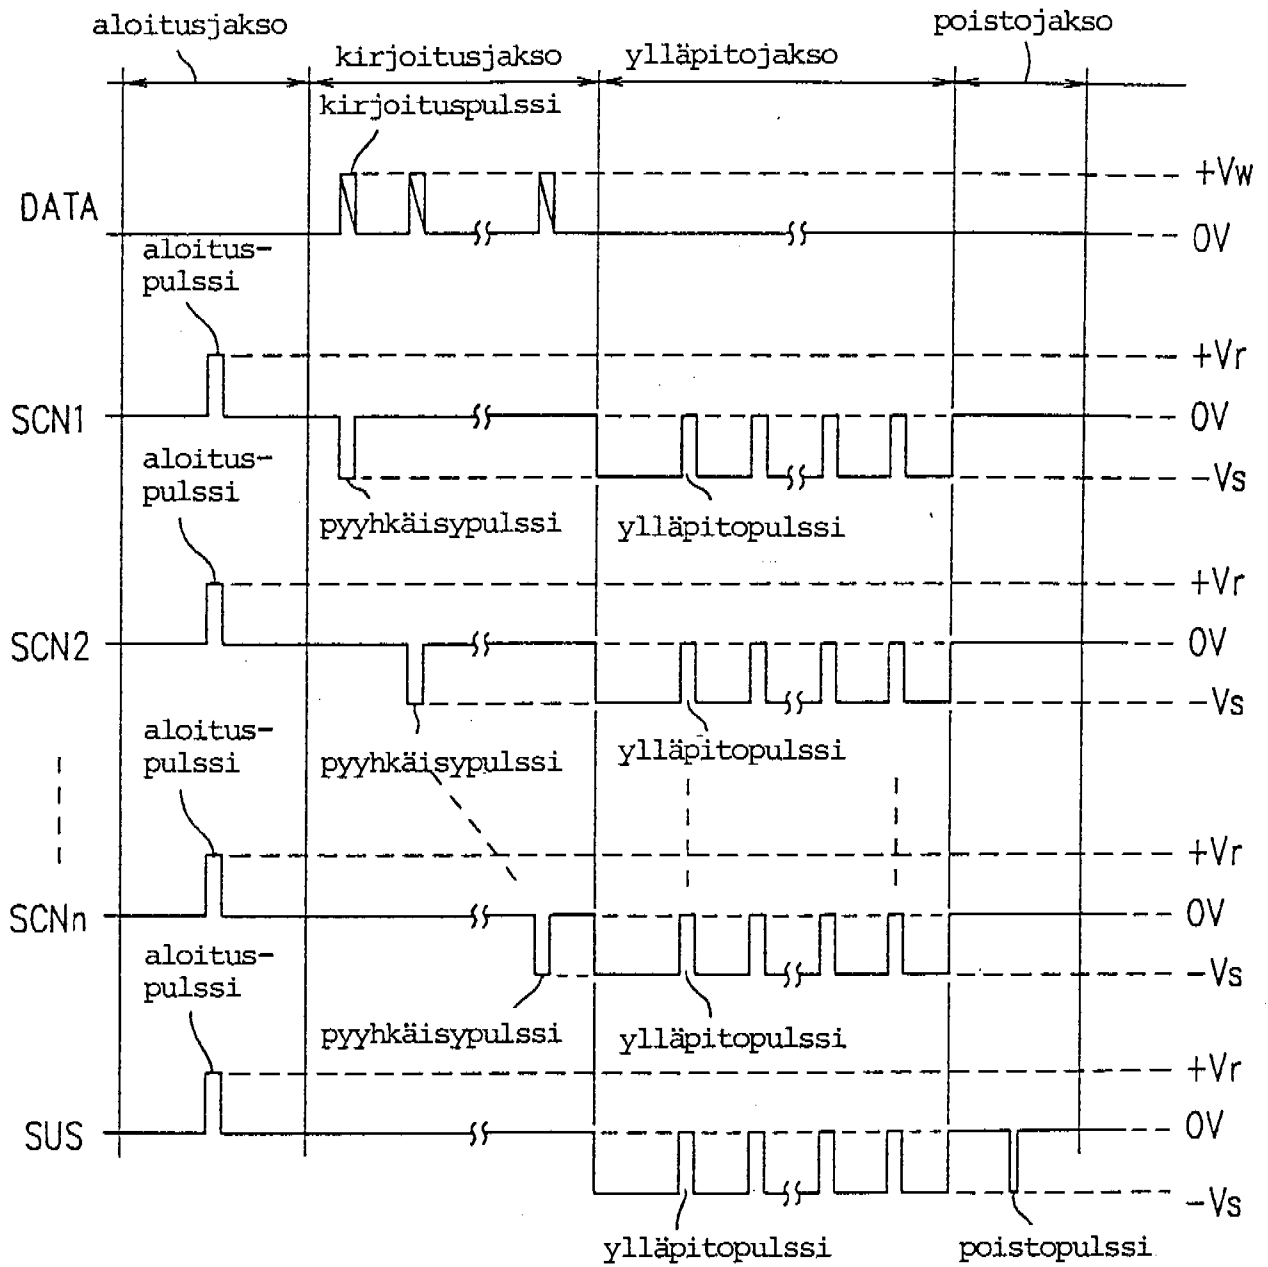 aloitusjakso
kirjoitusjakso
ylläpitojakso
poistojakso
kirjoituspulssi
+Vw
DATA
0V
aloitus-
pulssi
+Vr
SCN1
0V
aloitus-
pulssi
-Vs
pyyhkäisypulssi
ylläpitopulssi
+Vr
SCN2
0V
-Vs
aloitus-
pulssi
pyyhkäisypulssi
ylläpitopulssi
+Vr
SCNn
0V
aloitus-
pulssi
-Vs
pyyhkäisypulssi
ylläpitopulssi
+Vr
SUS
0V
-Vs
ylläpitopulssi
poistopulssi